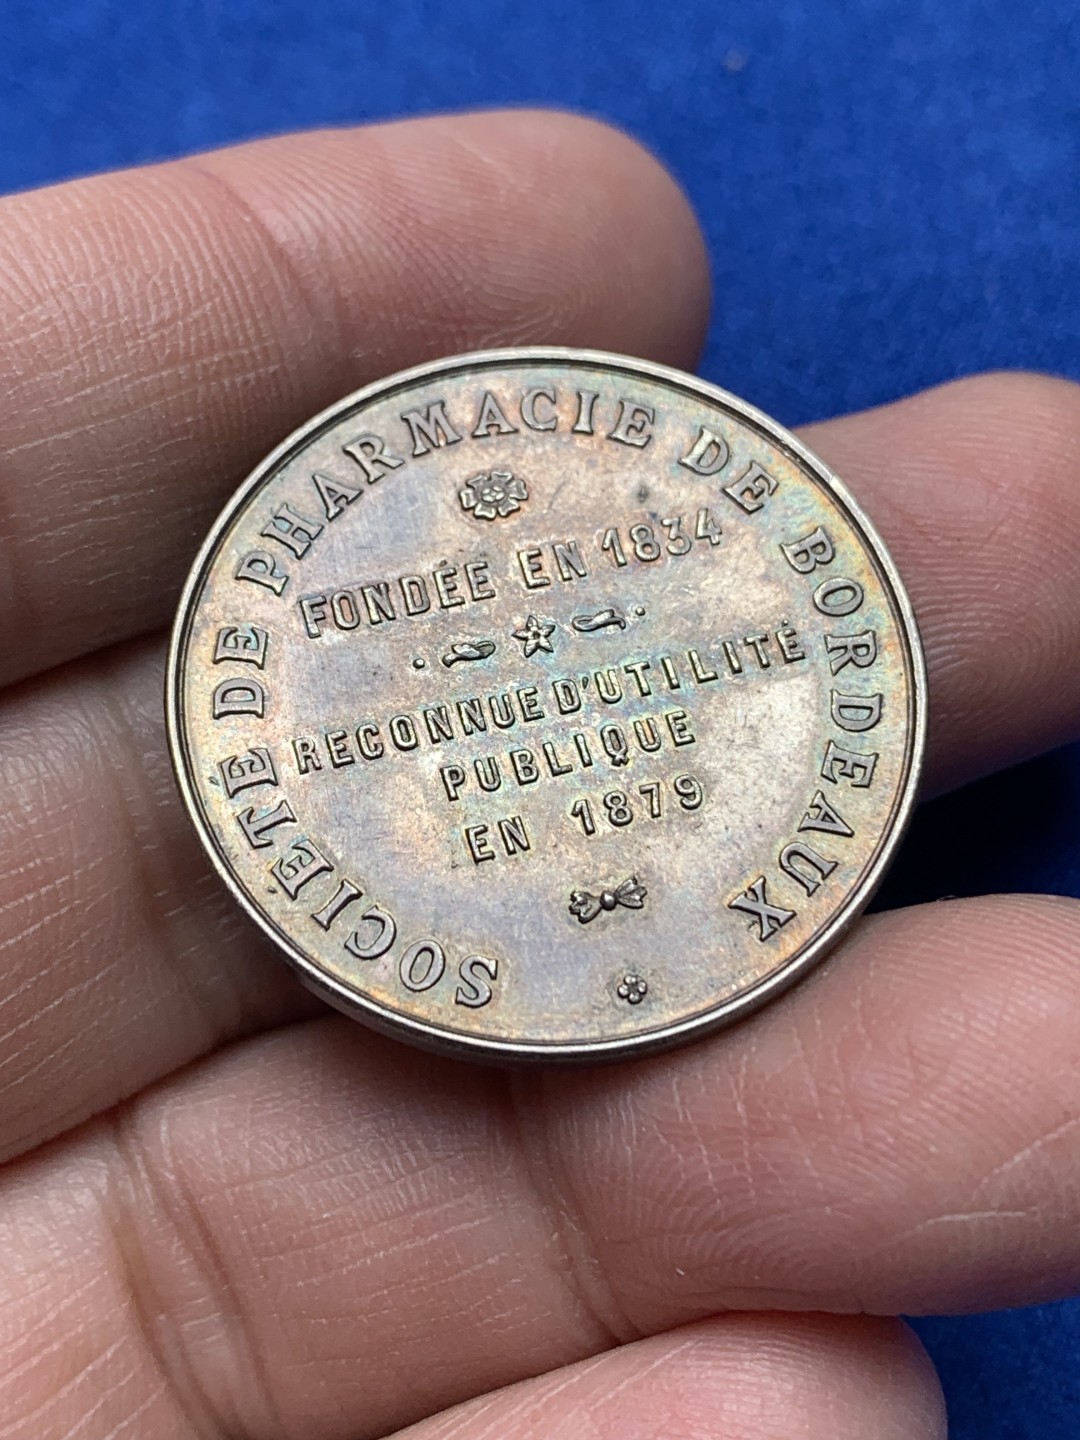 SOCIÉTÉ DE PHARMACIE DE BORDEAUX
FONDÉE EN 1834
RECONNUE D'UTILITÉ
PUBLIQUE
EN 1879